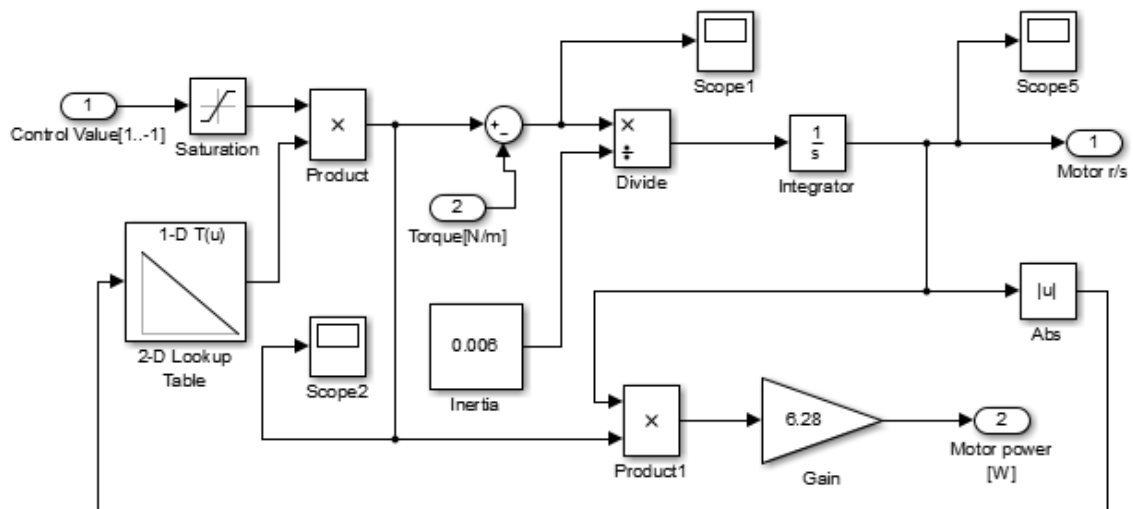 Scope1
Scope5
1
Control Value[1..-1]
Saturation
×
Product
+
-
×
÷
Divide
1
s
Integrator
1
Motor r/s
2
Torque[N/m]
1-D T(u)
2-D Lookup
Table
Scope2
0.006
Inertia
|u|
Abs
×
Product1
6.28
Gain
2
Motor power
[W]